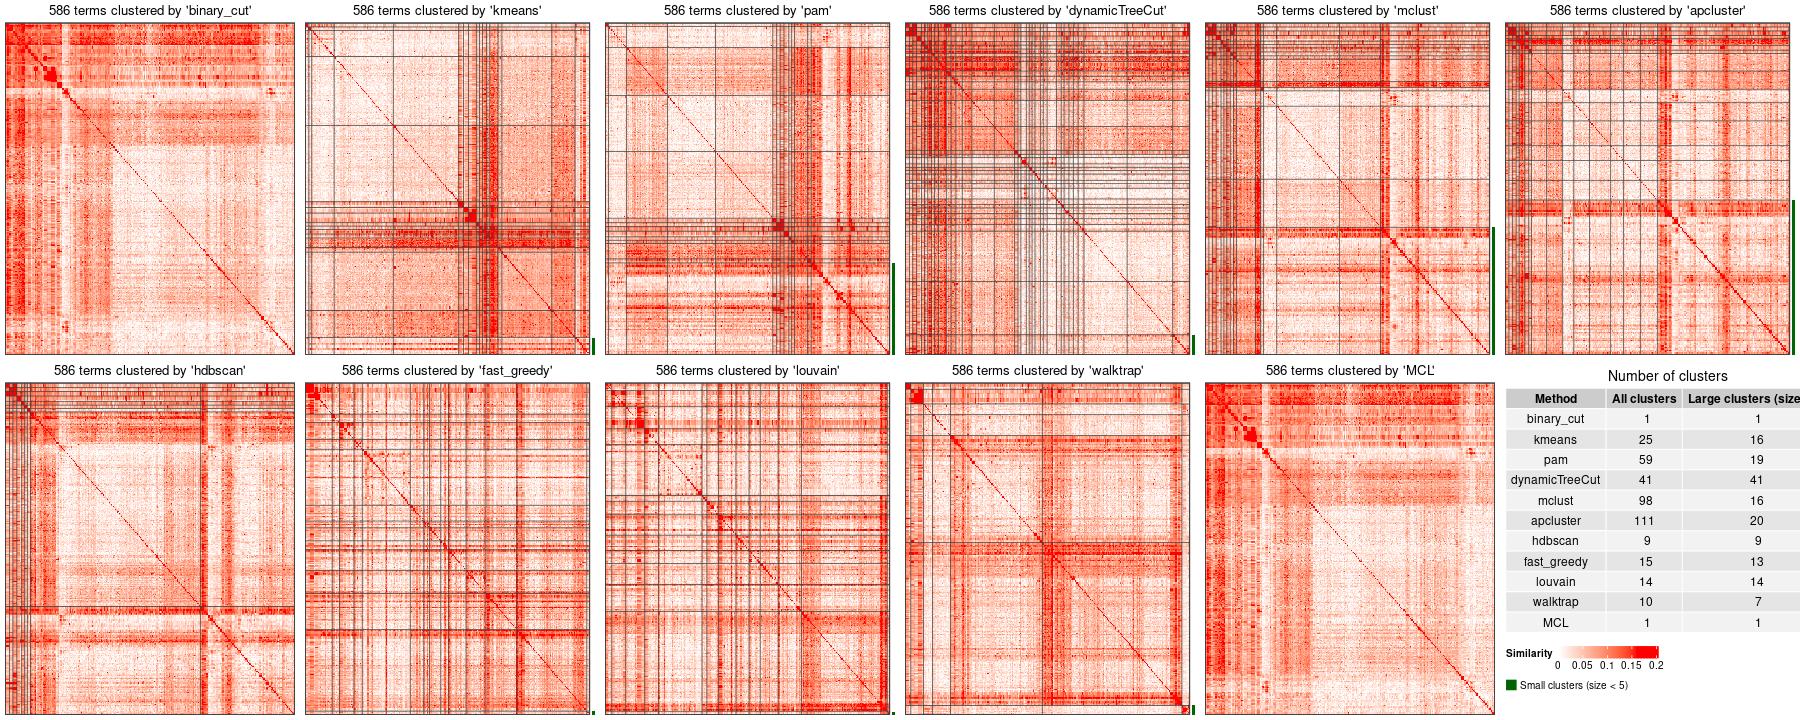 586 terms clustered by 'binary_cut'
586 terms clustered by 'kmeans'
586 terms clustered by 'pam'
586 terms clustered by 'dynamicTreeCut'
586 terms clustered by 'mclust'
586 terms clustered by 'apcluster'
586 terms clustered by 'hdbscan'
586 terms clustered by 'fast_greedy'
586 terms clustered by 'louvain'
586 terms clustered by 'walktrap'
586 terms clustered by 'MCL'
Number of clusters
Method All clusters Large clusters (size
binary_cut 1 1
kmeans 25 16
pam 59 19
dynamicTreeCut 41 41
mclust 98 16
apcluster 111 20
hdbscan 9 9
fast_greedy 15 13
louvain 14 14
walktrap 10 7
MCL 1 1
Similarity
0 0.05 0.1 0.15 0.2
Small clusters (size < 5)